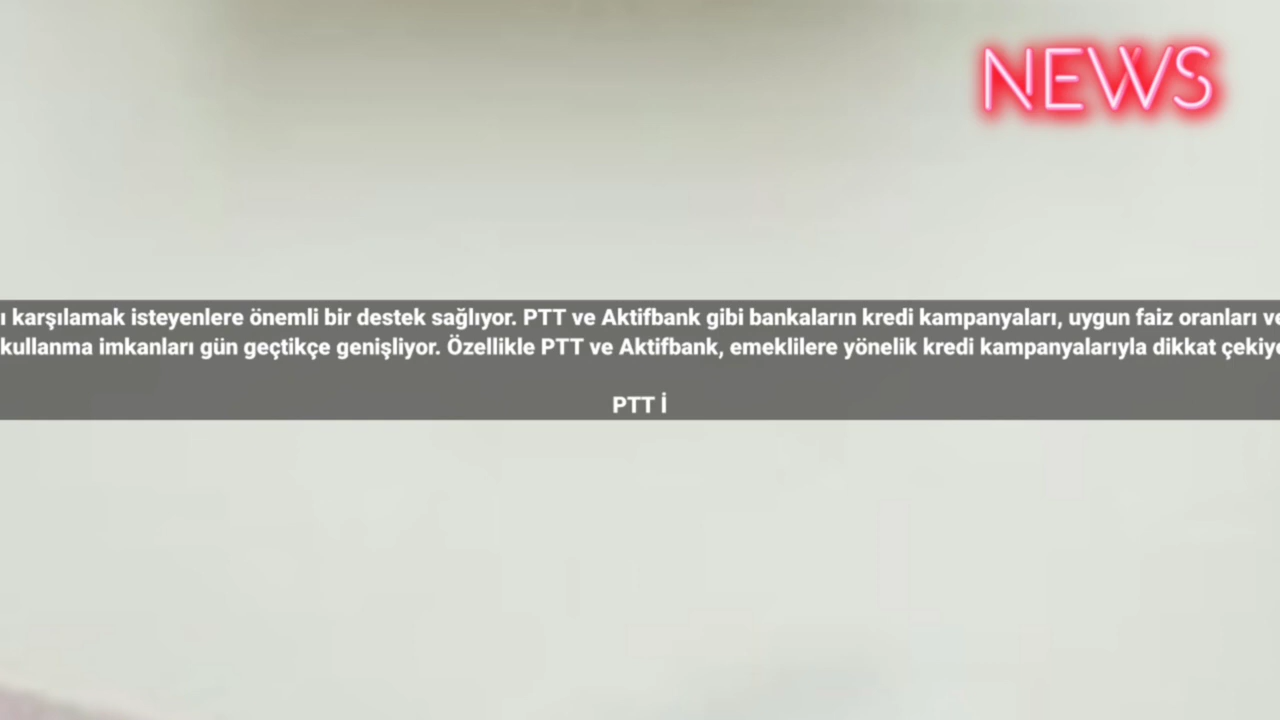 NEWS
ı karşılamak isteyenlere önemli bir destek sağlıyor. PTT ve Aktifbank gibi bankaların kredi kampanyaları, uygun faiz oranları ve
kullanma imkanları gün geçtikçe genişliyor. Özellikle PTT ve Aktifbank, emeklilere yönelik kredi kampanyalarıyla dikkat çekiy
PTT İ